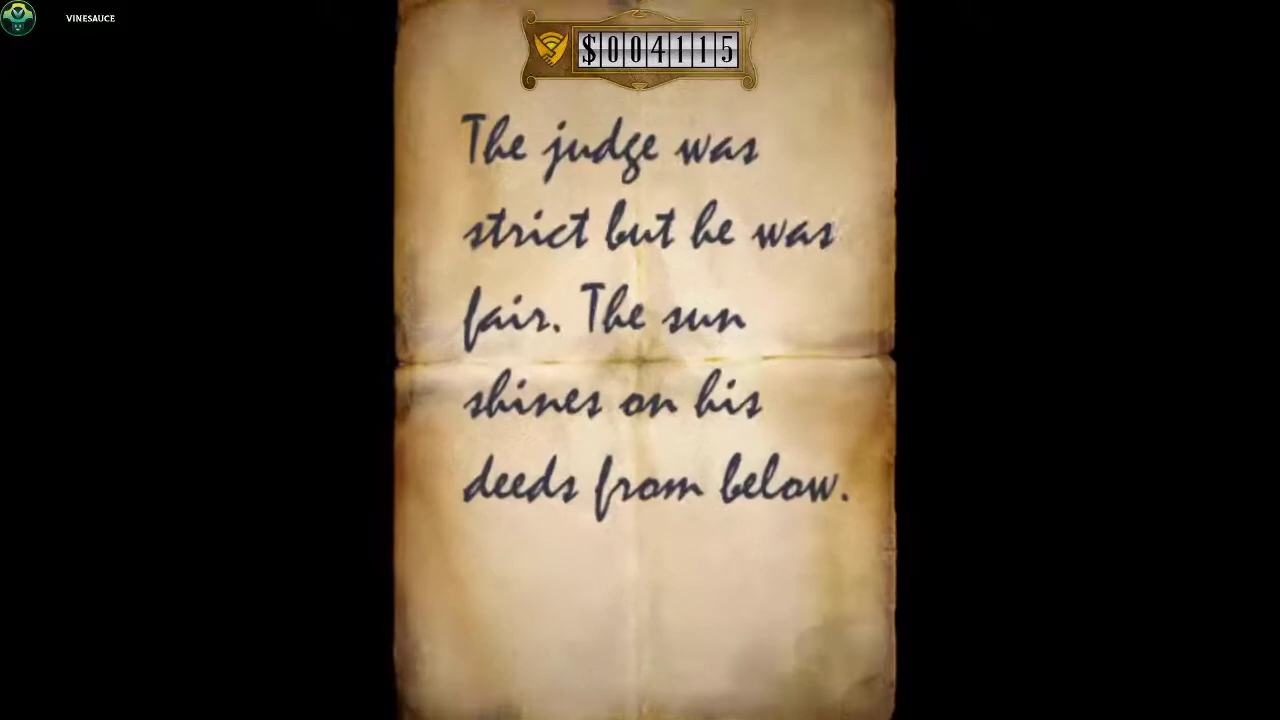 VINESAUCE
$004115
The judge was
strict but he was
fair. The sun
shines on his
deeds from below.